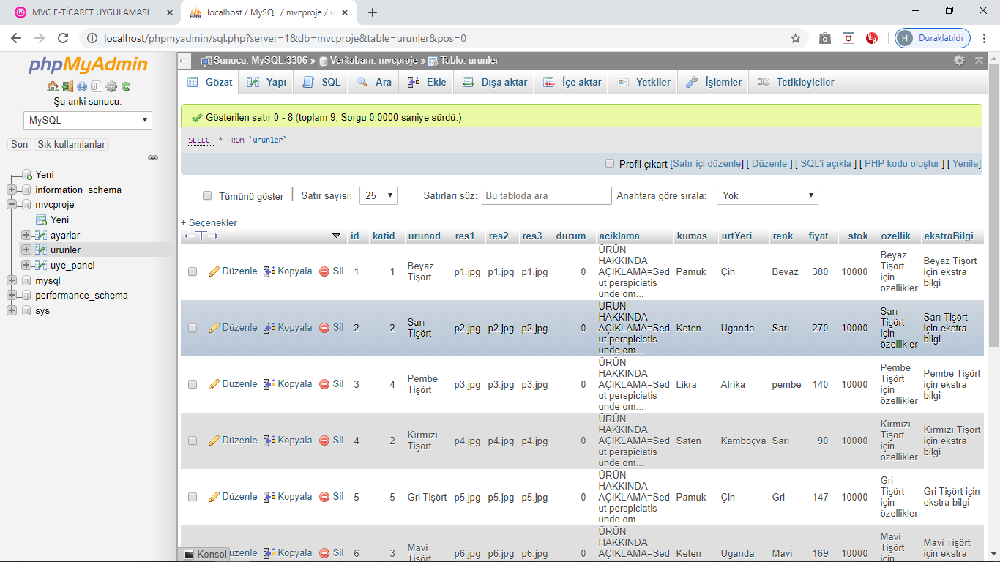 MVC E-TİCARET UYGULAMASI
localhost / MySQL / mvcproje / u
localhost/phpmyadmin/sql.php?server=1&db=mvcproje&table=urunler&pos=0
H Duraklatıldı
phpMyAdmin
Şu anki sunucu:
MySQL
Son Sık kullanılanlar
Yeni
information_schema
mvcproje
Yeni
ayarlar
urunler
uye_panel
mysql
performance_schema
sys
Sunucu: MySQL:3306 » Veritabanı: mvcproje » Tablo: urunler
Gözat Yapı SQL Ara Ekle Dışa aktar İçe aktar Yetkiler İşlemler Tetikleyiciler
Gösterilen satır 0 - 8 (toplam 9, Sorgu 0,0000 saniye sürdü.)
SELECT * FROM `urunler`
Profil çıkart [Satır içi düzenle] [ Düzenle ] [ SQL'i açıkla ] [ PHP kodu oluştur ] [ Yenile]
Tümünü göster | Satır sayısı: 25 Satırları süz: Bu tabloda ara Anahtara göre sırala: Yok
+ Seçenekler
←T→ id katid urunad res1 res2 res3 durum aciklama kumas urtYeri renk fiyat stok ozellik ekstraBilgi
Düzenle Kopyala Sil 1 1 Beyaz Tişört p1.jpg p1.jpg p1.jpg 0 ÜRÜN HAKKINDA AÇIKLAMA=Sed ut perspiciatis unde om... Pamuk Çin Beyaz 380 10000 Beyaz Tişört için özellikler Beyaz Tişört için ekstra bilgi
Düzenle Kopyala Sil 2 2 Sarı Tişört p2.jpg p2.jpg p2.jpg 0 ÜRÜN HAKKINDA AÇIKLAMA=Sed ut perspiciatis unde om... Keten Uganda Sarı 270 10000 Sarı Tişört için özellikler Sarı Tişört için ekstra bilgi
Düzenle Kopyala Sil 3 4 Pembe Tişört p3.jpg p3.jpg p3.jpg 0 ÜRÜN HAKKINDA AÇIKLAMA=Sed ut perspiciatis unde om... Likra Afrika pembe 140 10000 Pembe Tişört için özellikler Pembe Tişört için ekstra bilgi
Düzenle Kopyala Sil 4 2 Kırmızı Tişört p4.jpg p4.jpg p4.jpg 0 ÜRÜN HAKKINDA AÇIKLAMA=Sed ut perspiciatis unde om... Saten Kamboçya Sarı 90 10000 Kırmızı Tişört için özellikler Kırmızı Tişört için ekstra bilgi
Düzenle Kopyala Sil 5 5 Gri Tişört p5.jpg p5.jpg p5.jpg 0 ÜRÜN HAKKINDA AÇIKLAMA=Sed ut perspiciatis unde om... Pamuk Çin Gri 147 10000 Gri Tişört için özellikler Gri Tişört için ekstra bilgi
Düzenle Kopyala Sil 6 3 Mavi Tişört p6.jpg p6.jpg p6.jpg 0 ÜRÜN HAKKINDA AÇIKLAMA=Sed Keten Uganda Mavi 169 10000 Mavi Tişört için Mavi Tişört için ekstra
Konsol